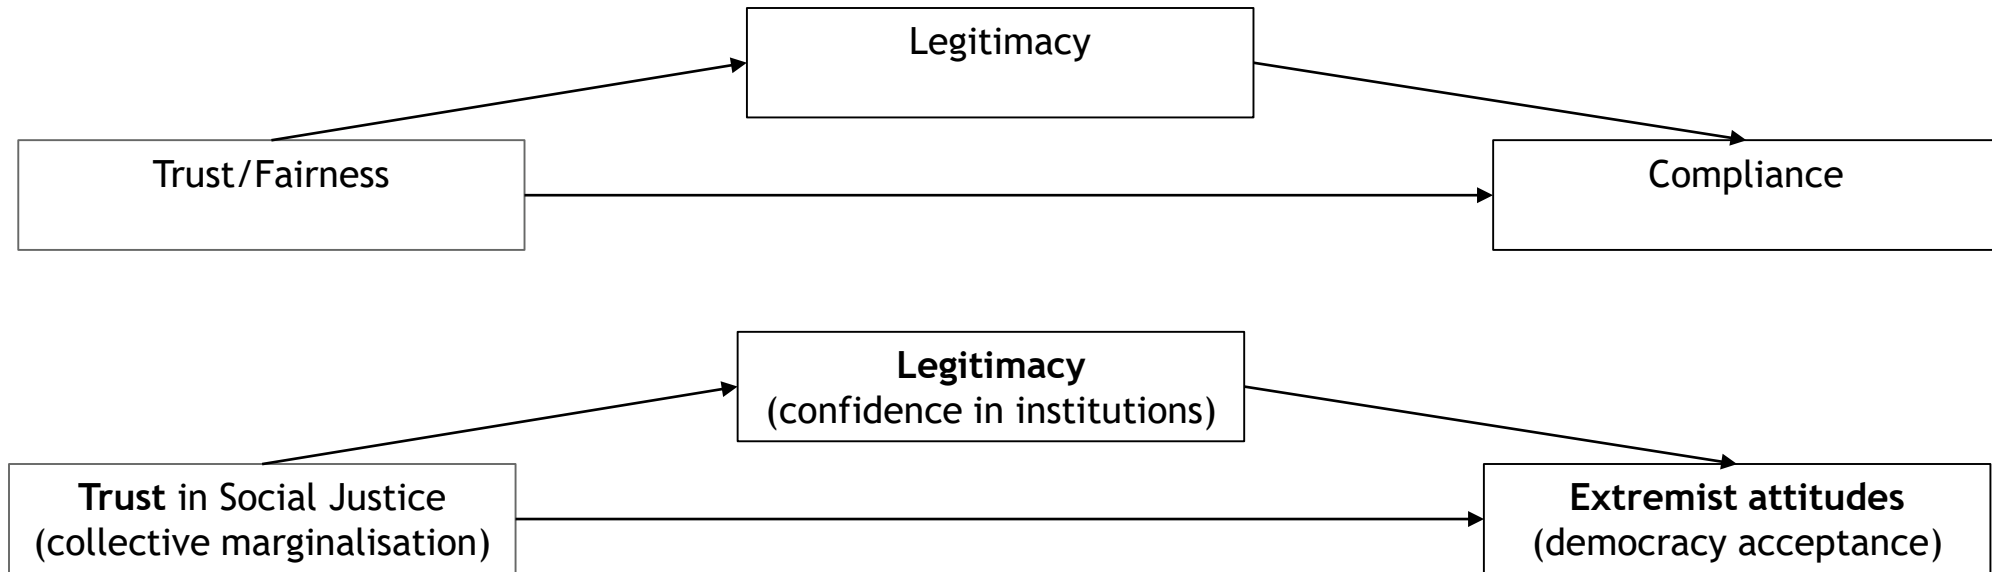 Legitimacy
Trust/Fairness
Compliance
Legitimacy
(confidence in institutions)
Trust in Social Justice
(collective marginalisation)
Extremist attitudes
(democracy acceptance)